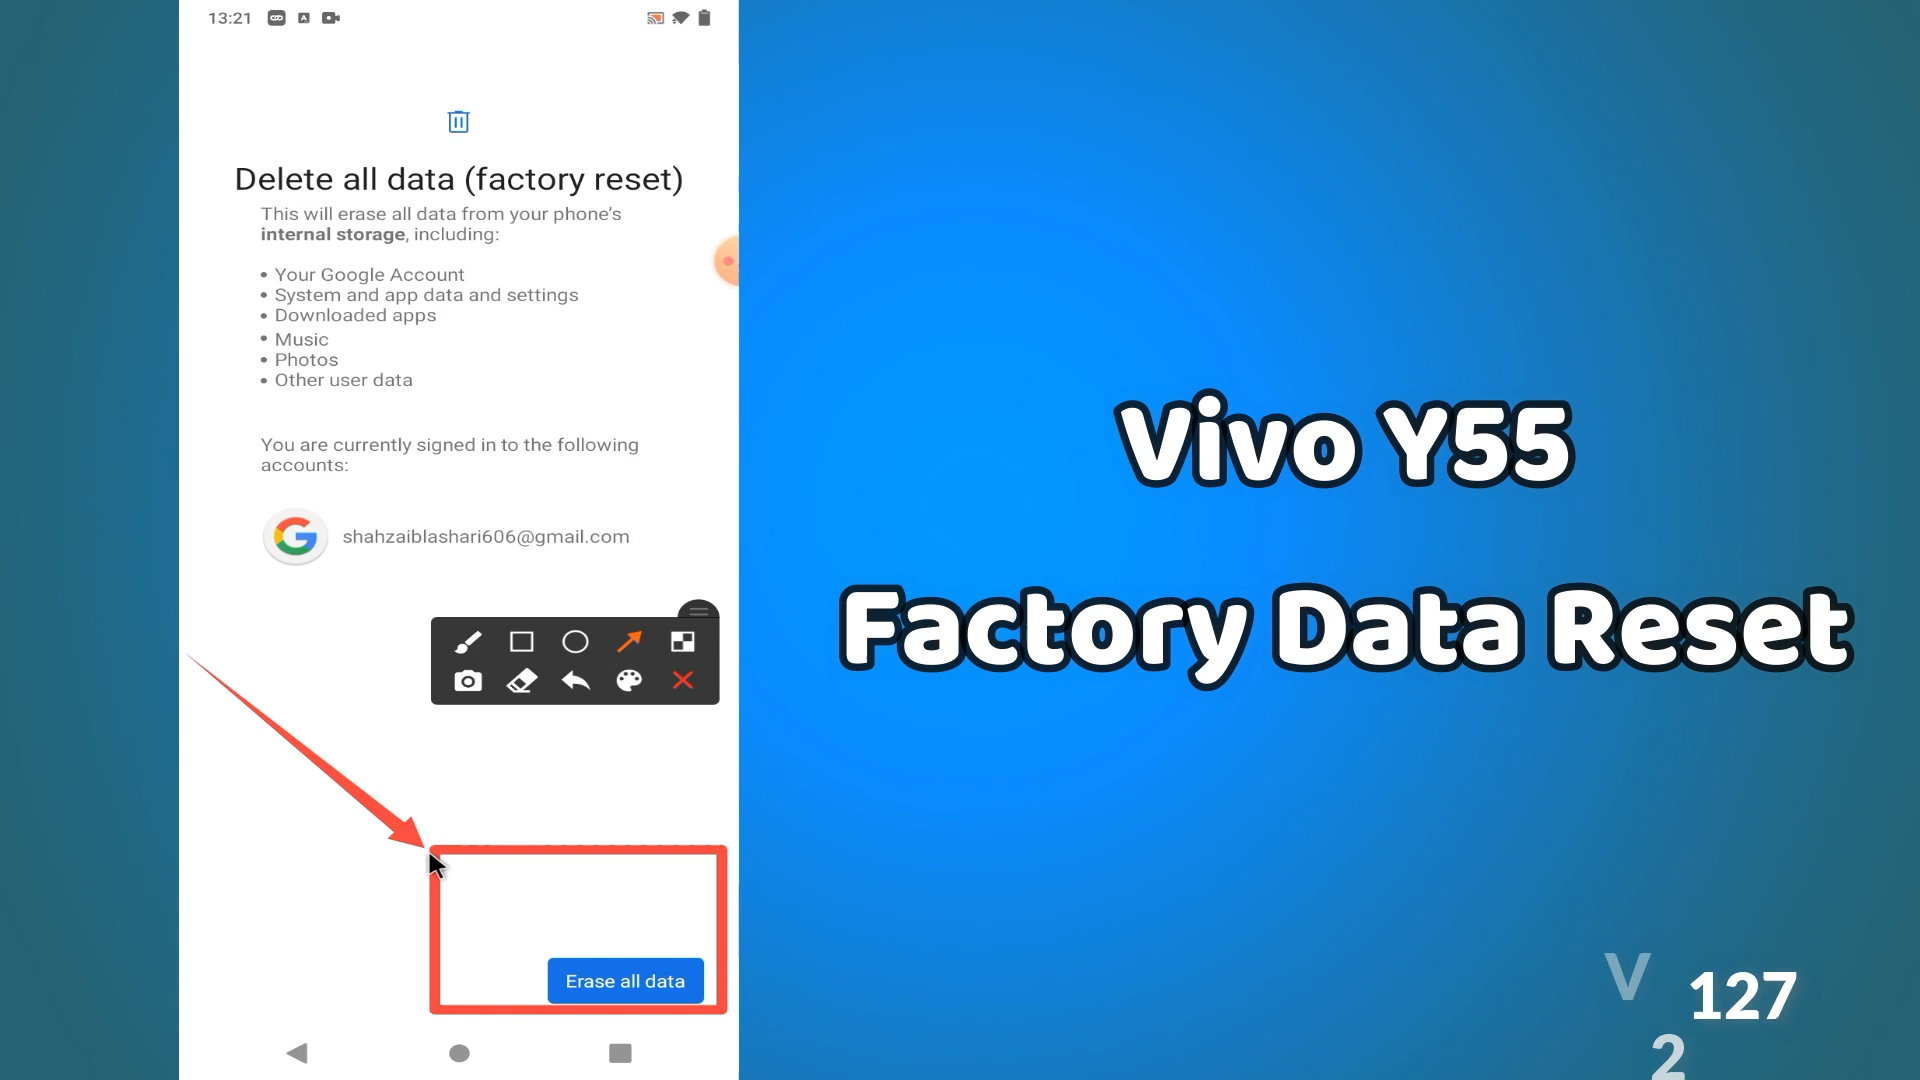 13:21
Delete all data (factory reset)
This will erase all data from your phone’s
internal storage, including:
• Your Google Account
• System and app data and settings
• Downloaded apps
• Music
• Photos
• Other user data
You are currently signed in to the following
accounts:
shahzaiblashari606@gmail.com
Erase all data
Vivo Y55
Factory Data Reset
V
127
2